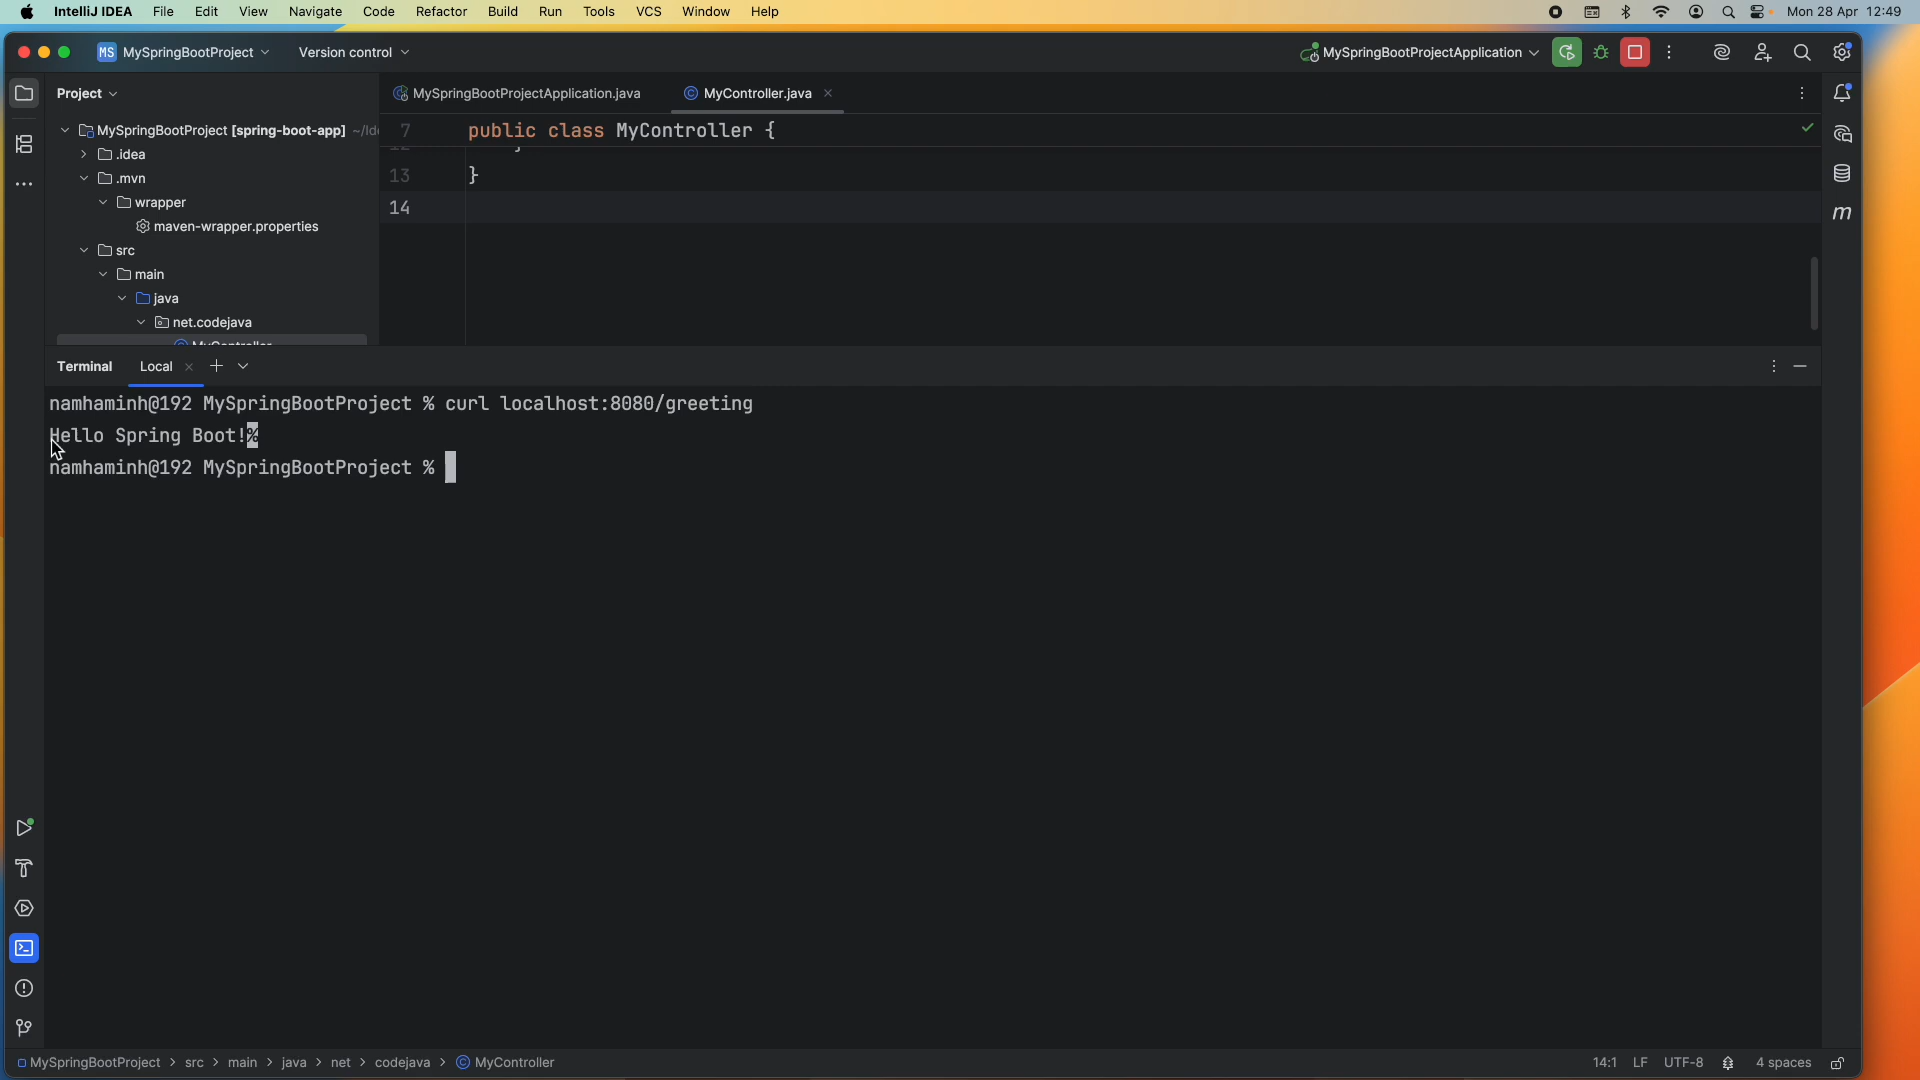 IntelliJ IDEA File Edit View Navigate Code Refactor Build Run Tools VCS Window Help Mon 28 Apr 12:49
MS MySpringBootProject Version control MySpringBootProjectApplication
Project MySpringBootProjectApplication.java MyController.java
MySpringBootProject [spring-boot-app] ~/Id
.idea
.mvn
wrapper
maven-wrapper.properties
src
main
java
net.codejava
MyController
7 public class MyController {
12 }
13 }
14
m
Terminal Local
namhaminh@192 MySpringBootProject % curl localhost:8080/greeting
Hello Spring Boot!%
namhaminh@192 MySpringBootProject %
MySpringBootProject > src > main > java > net > codejava > MyController 14:1 LF UTF-8 4 spaces